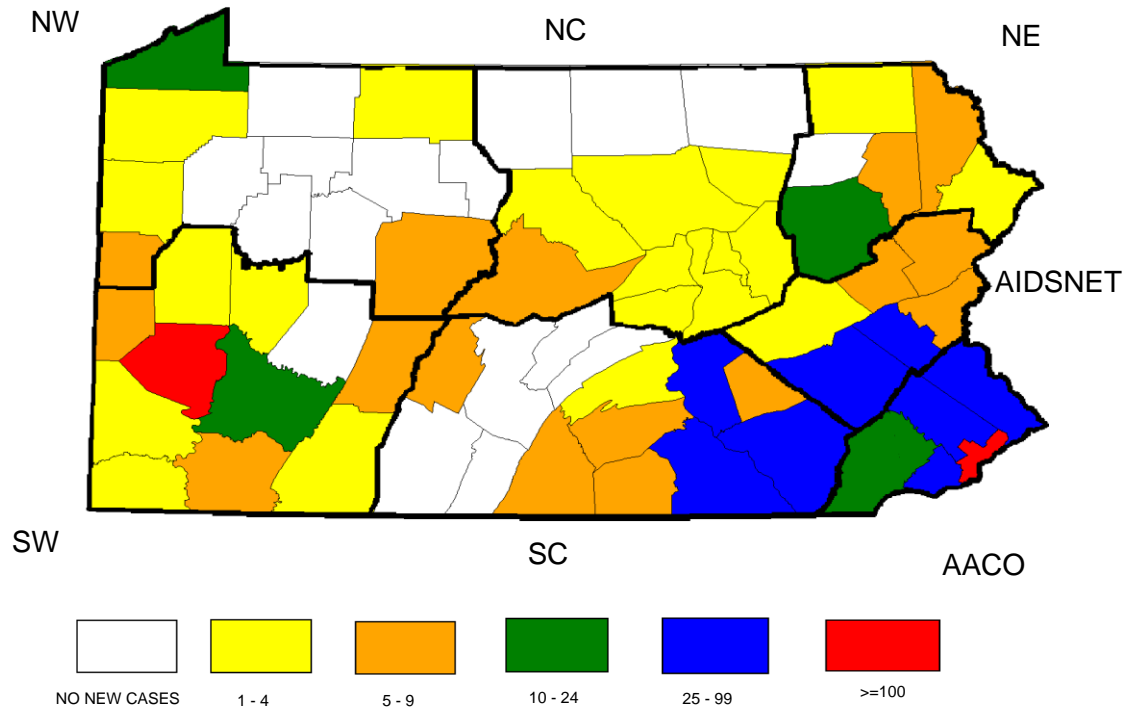 NW
NC
NE
AIDSNET
SW
SC
AACO
NO NEW CASES
1 - 4
5 - 9
10 - 24
25 - 99
>=100